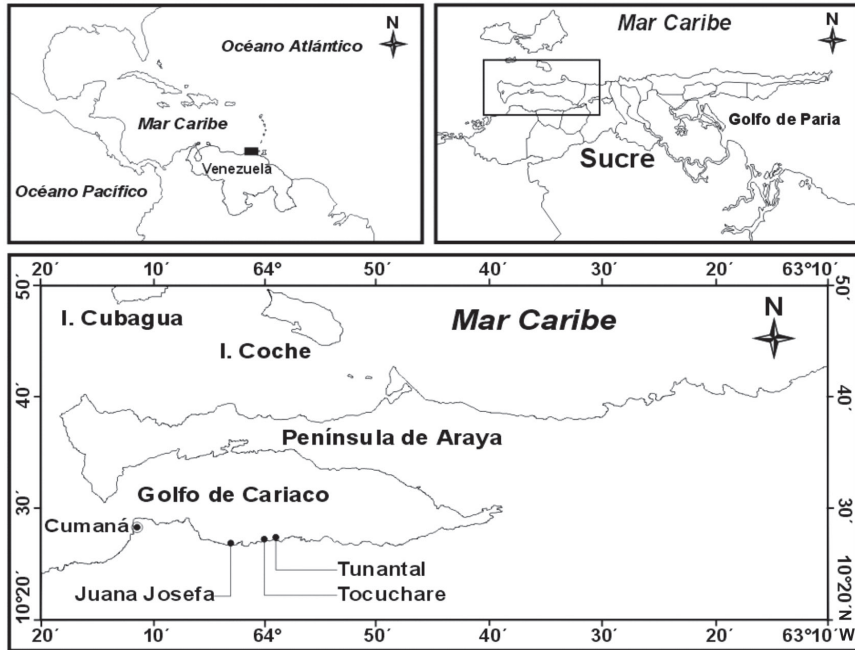 Océano Atlántico
N
Mar Caribe
Venezuela
Océano Pacífico
Mar Caribe
N
Golfo de Paria
Sucre
20´ 10´ 64° 50´ 40´ 30´ 20´ 63°10´
50´
50´
I. Cubagua
Mar Caribe
N
I. Coche
40´
40´
Península de Araya
Golfo de Cariaco
30´
30´
Cumaná
Tunantal
Juana Josefa
Tocuchare
10°20´
10°20´N
20´ 10´ 64° 50´ 40´ 30´ 20´ 63°10´ W